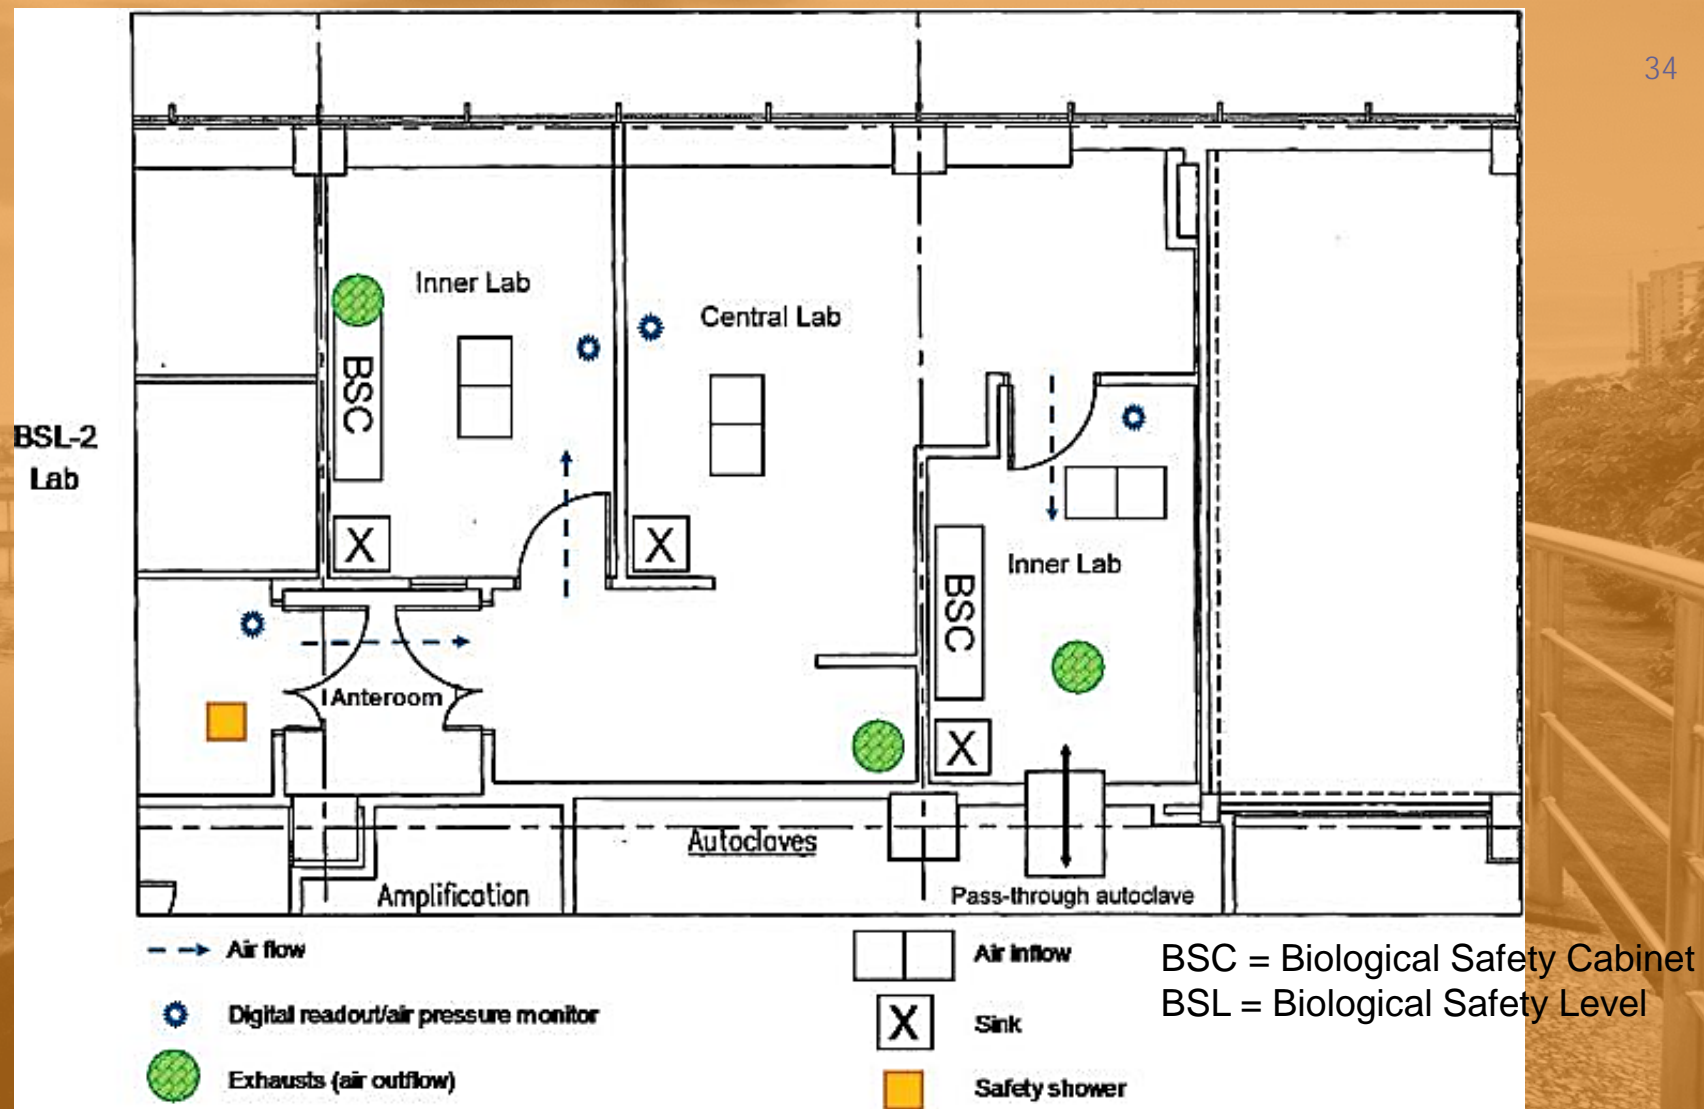 34
Inner Lab
Central Lab
BSC
BSL-2
Lab
X
X
Inner Lab
BSC
Anteroom
X
Autoclaves
Amplification
Pass-through autoclave
Air flow
Air inflow
BSC = Biological Safety Cabinet
Digital readout/air pressure monitor
X
Sink
BSL = Biological Safety Level
Exhausts (air outflow)
Safety shower